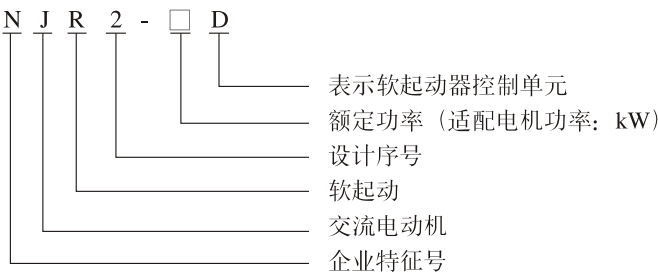 N J R 2 - □ D
表示软起动器控制单元
额定功率（适配电机功率：kW）
设计序号
软起动
交流电动机
企业特征号